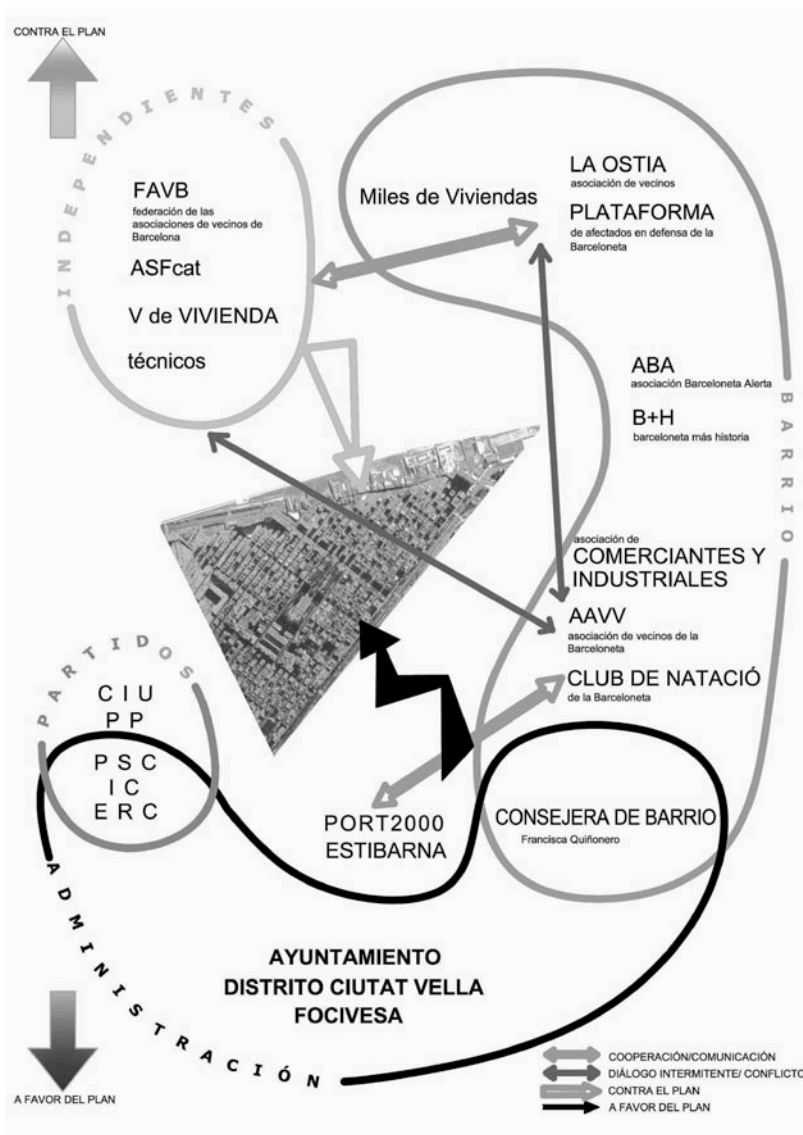 CONTRA EL PLAN
INDEPENDIENTES
FAVB
federación de las
asociaciones de vecinos de
Barcelona
ASFcat
V de VIVIENDA
técnicos
Miles de Viviendas
LA OSTIA
asociación de vecinos
PLATAFORMA
de afectados en defensa de la
Barceloneta
ABA
asociación Barceloneta Alerta
B+H
barceloneta más historia
BARRIO
asociación de
COMERCIANTES Y
INDUSTRIALES
AAVV
asociación de vecinos de la
Barceloneta
CLUB DE NATACIÓ
de la Barceloneta
PARTIDOS
CIU
PP
PSC
IC
ERC
PORT2000
ESTIBARNA
CONSEJERA DE BARRIO
Francisca Quiñonero
ADMINISTRACIÓN
AYUNTAMIENTO
DISTRITO CIUTAT VELLA
FOCIVESA
A FAVOR DEL PLAN
COOPERACIÓN/COMUNICACIÓN
DIÁLOGO INTERMITENTE/ CONFLICTO
CONTRA EL PLAN
A FAVOR DEL PLAN